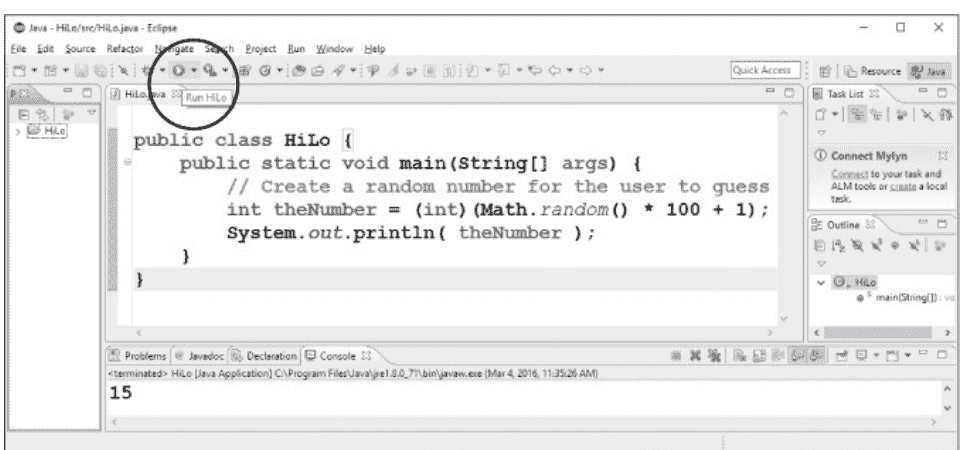 Java - HiLo/src/HiLo.java - Eclipse
File Edit Source Refactor Navigate Search Project Run Window Help
Quick Access
Resource
Java
P
HiLo.java
Run HiLo
Task List
HiLo
public class HiLo {
public static void main(String[] args) {
// Create a random number for the user to guess
int theNumber = (int)(Math.random() * 100 + 1);
System.out.println( theNumber );
}
}
Connect Mylyn
Connect to your task and
ALM tools or create a local
task.
Outline
HiLo
main(String[]) : vo
Problems @ Javadoc Declaration Console
<terminated> HiLo [Java Application] C:\Program Files\Java\jre1.8.0_71\bin\javaw.exe (Mar 4, 2016, 11:35:26 AM)
15